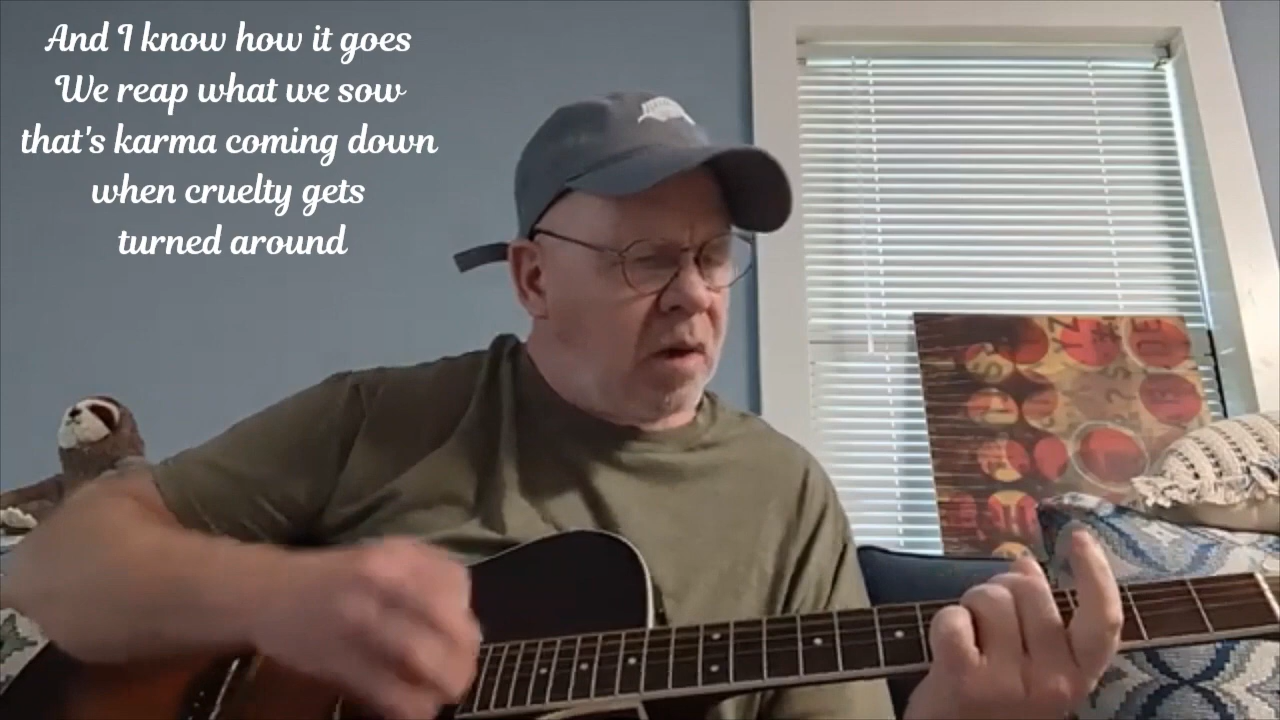 And I know how it goes
We reap what we sow
that's karma coming down
when cruelty gets
turned around